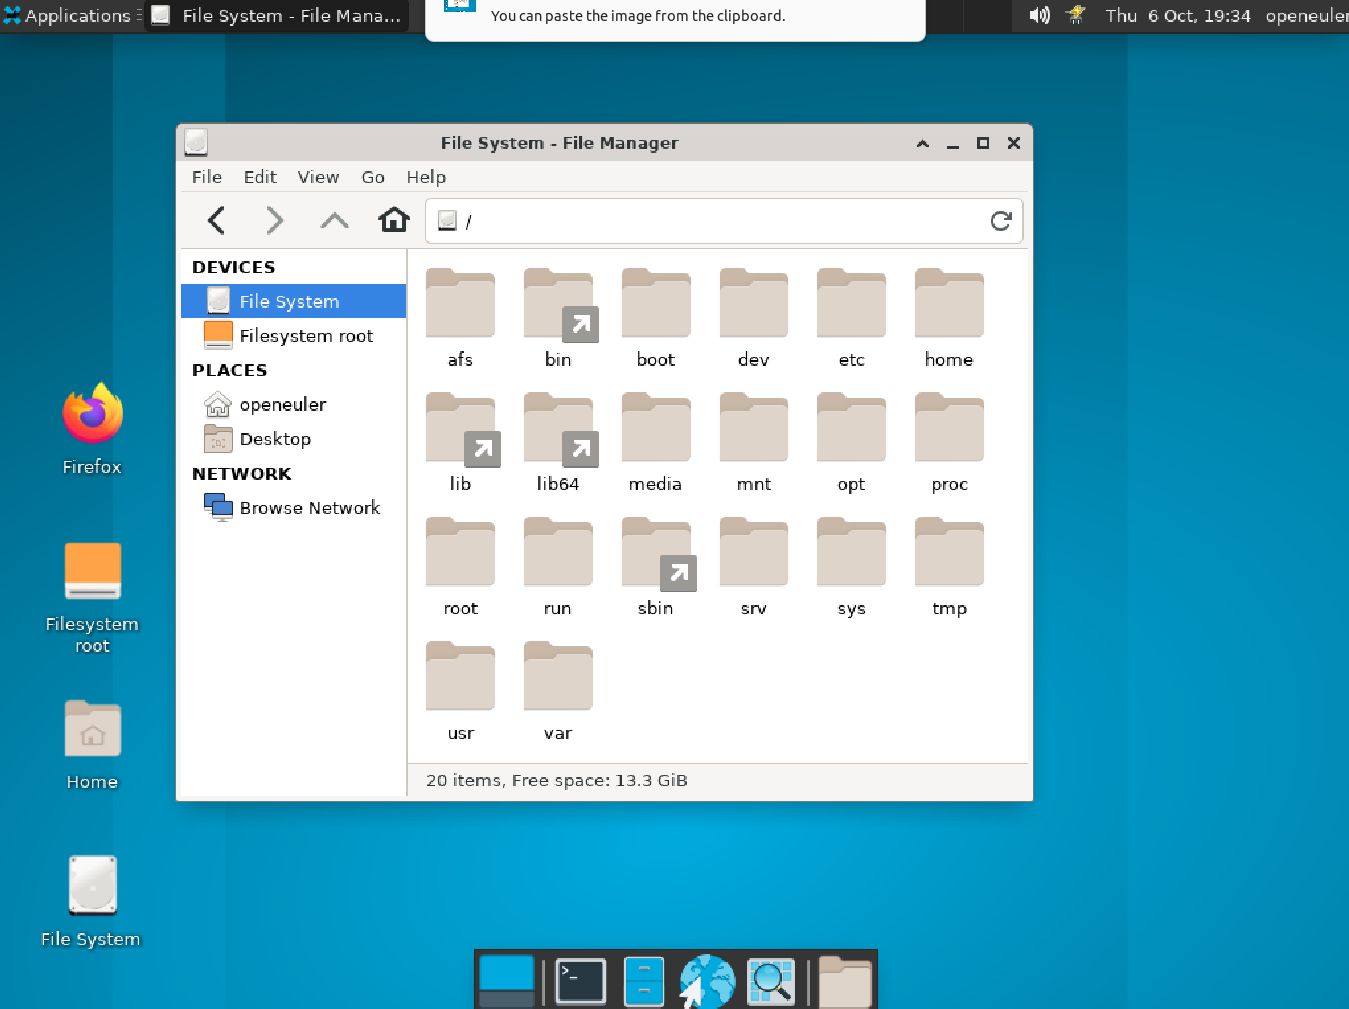 Applications
File System - File Mana...
You can paste the image from the clipboard.
Thu 6 Oct, 19:34
openeuler
File System - File Manager
File Edit View Go Help
/
DEVICES
File System
Filesystem root
PLACES
openeuler
Desktop
NETWORK
Browse Network
afs bin boot dev etc home
lib lib64 media mnt opt proc
root run sbin srv sys tmp
usr var
20 items, Free space: 13.3 GiB
Firefox
Filesystem
root
Home
File System
>_